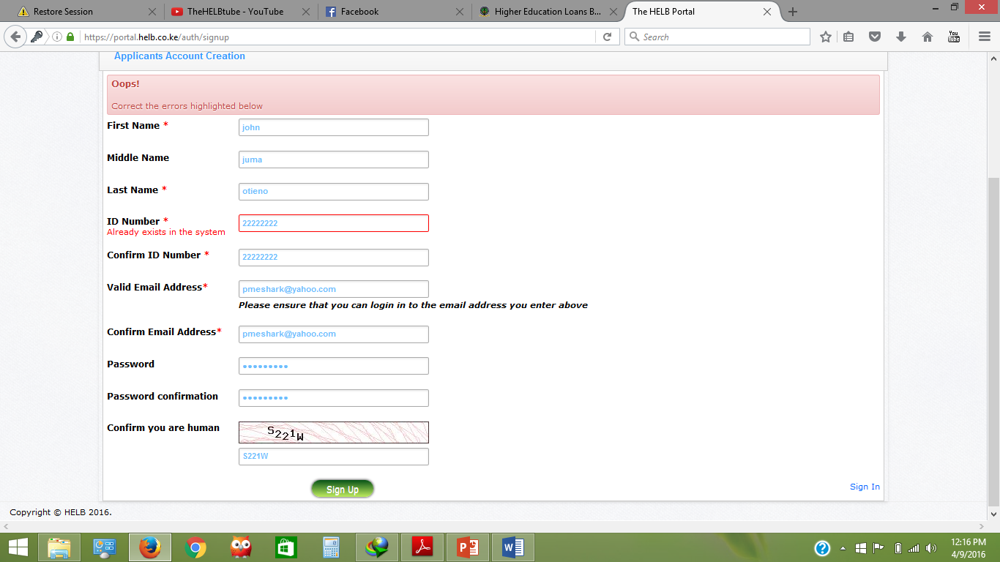 Restore Session
TheHELBtube - YouTube
Facebook
Higher Education Loans B...
The HELB Portal
https://portal.helb.co.ke/auth/signup
Search
You Tube
Applicants Account Creation
Oops!
Correct the errors highlighted below
First Name * john
Middle Name juma
Last Name * otieno
ID Number * 22222222
Already exists in the system
Confirm ID Number * 22222222
Valid Email Address* pmeshark@yahoo.com
Please ensure that you can login in to the email address you enter above
Confirm Email Address* pmeshark@yahoo.com
Password •••••••••
Password confirmation •••••••••
Confirm you are human S221W
S221W
Sign Up
Sign In
Copyright © HELB 2016.
12:16 PM
4/9/2016